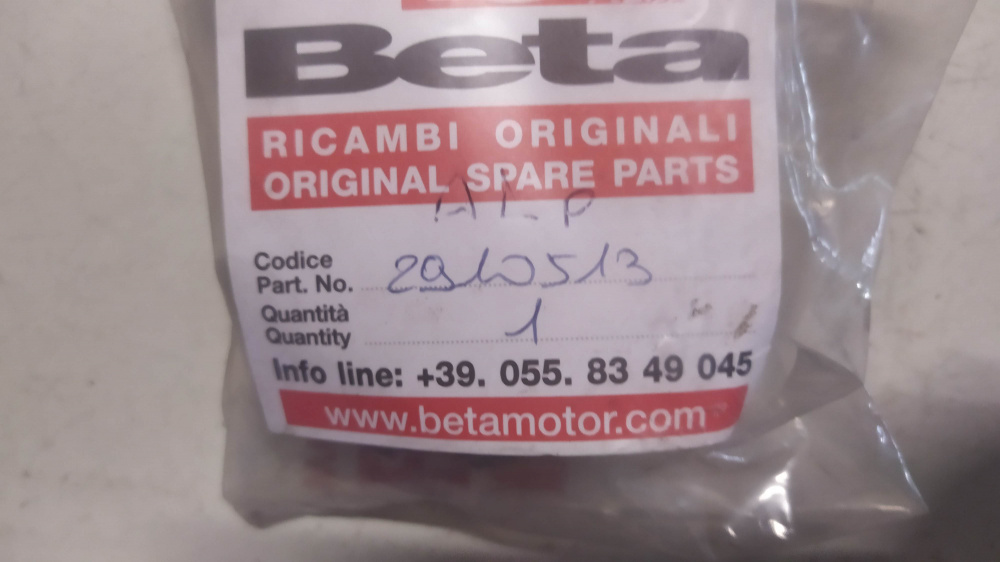 Beta
RICAMBI ORIGINALI
ORIGINAL SPARE PARTS
ALP
Codice
Part. No. 2910513
Quantità
Quantity 1
Info line: +39. 055. 83 49 045
www.betamotor.com